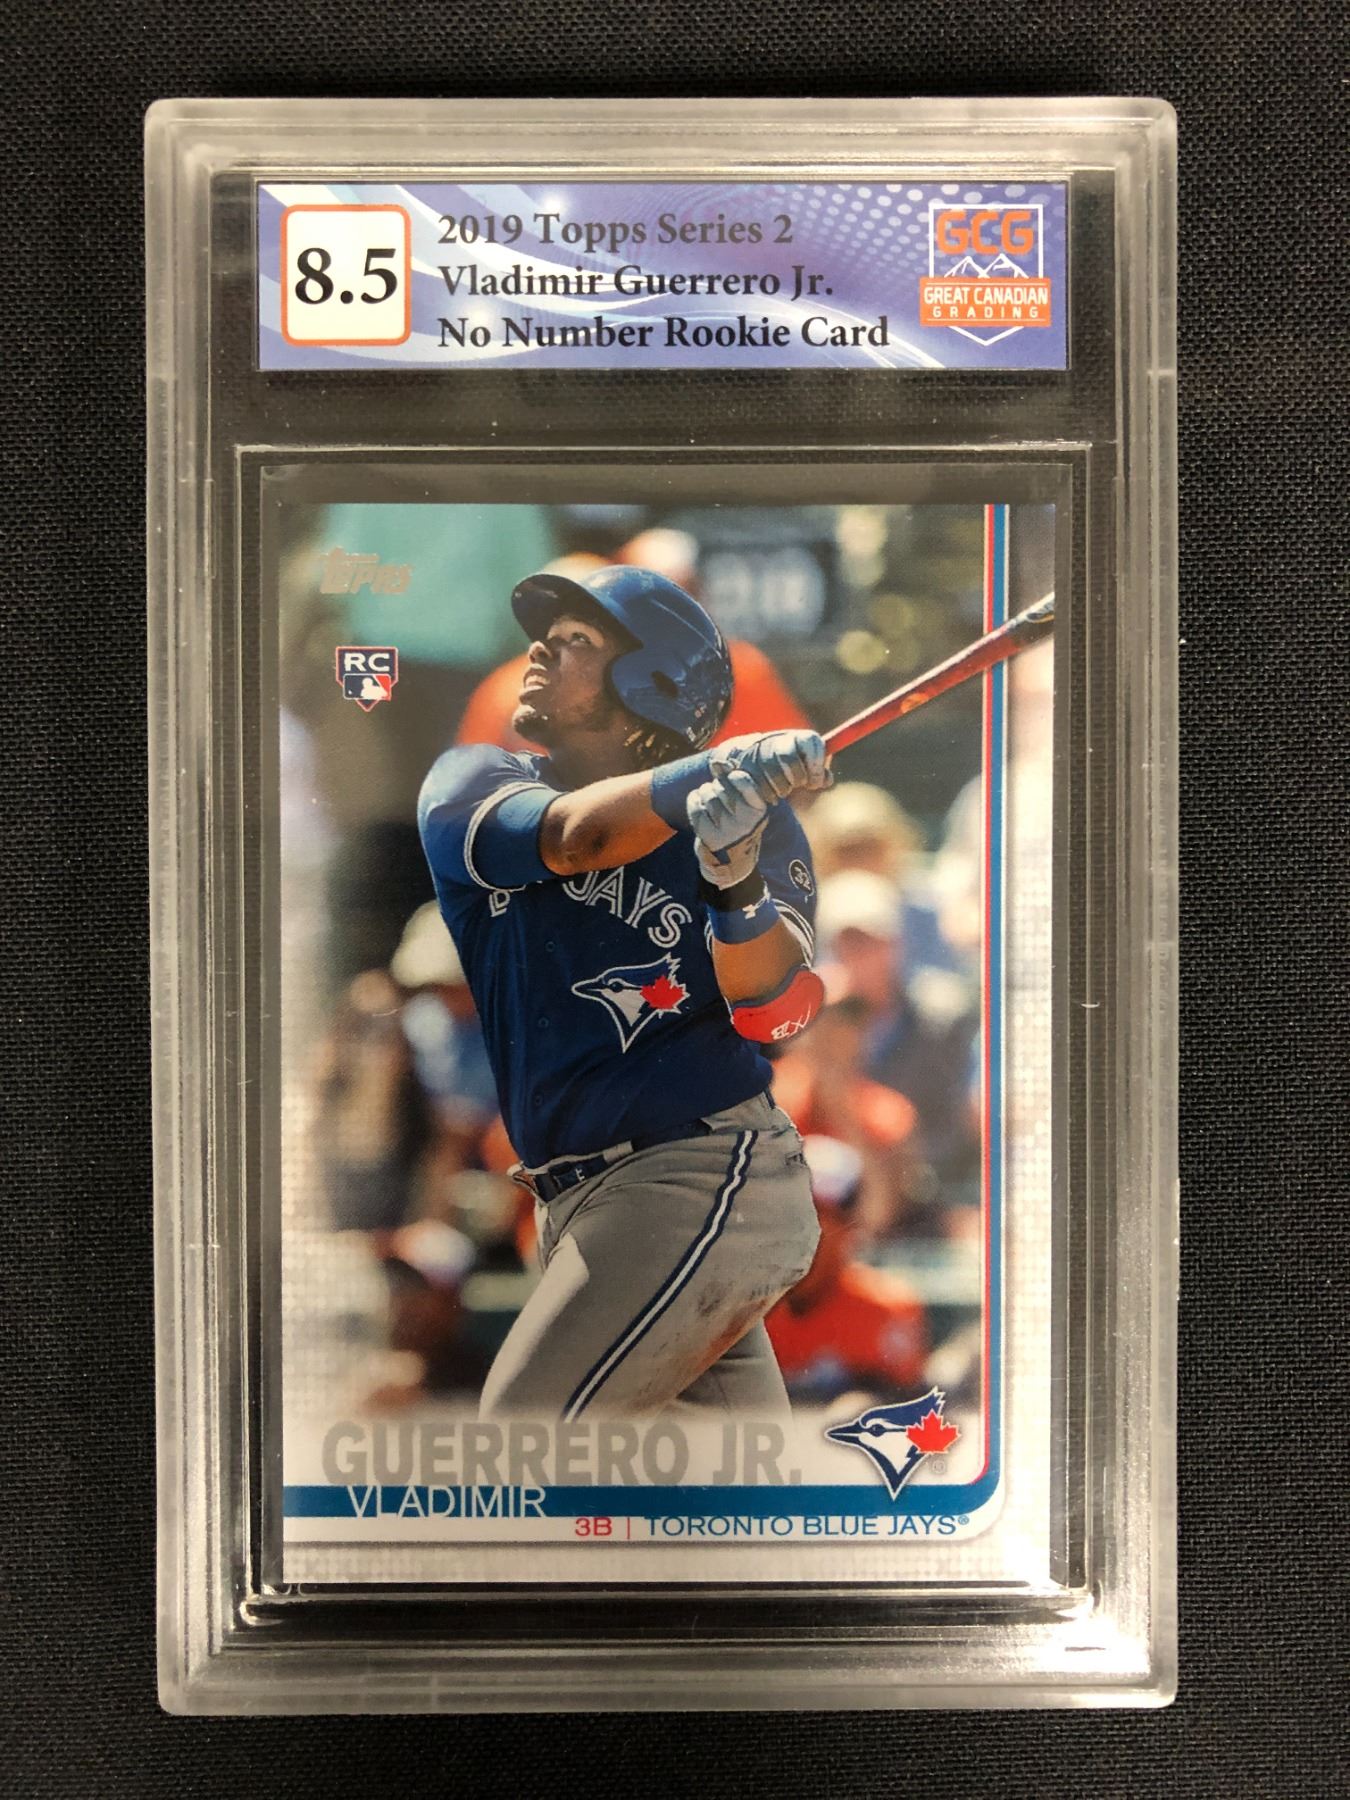 8.5
2019 Topps Series 2
Vladimir Guerrero Jr.
No Number Rookie Card
GCG
GREAT CANADIAN
GRADING
Topps
RC
JAYS
32
GUERRERO JR.
VLADIMIR
3B | TORONTO BLUE JAYS®